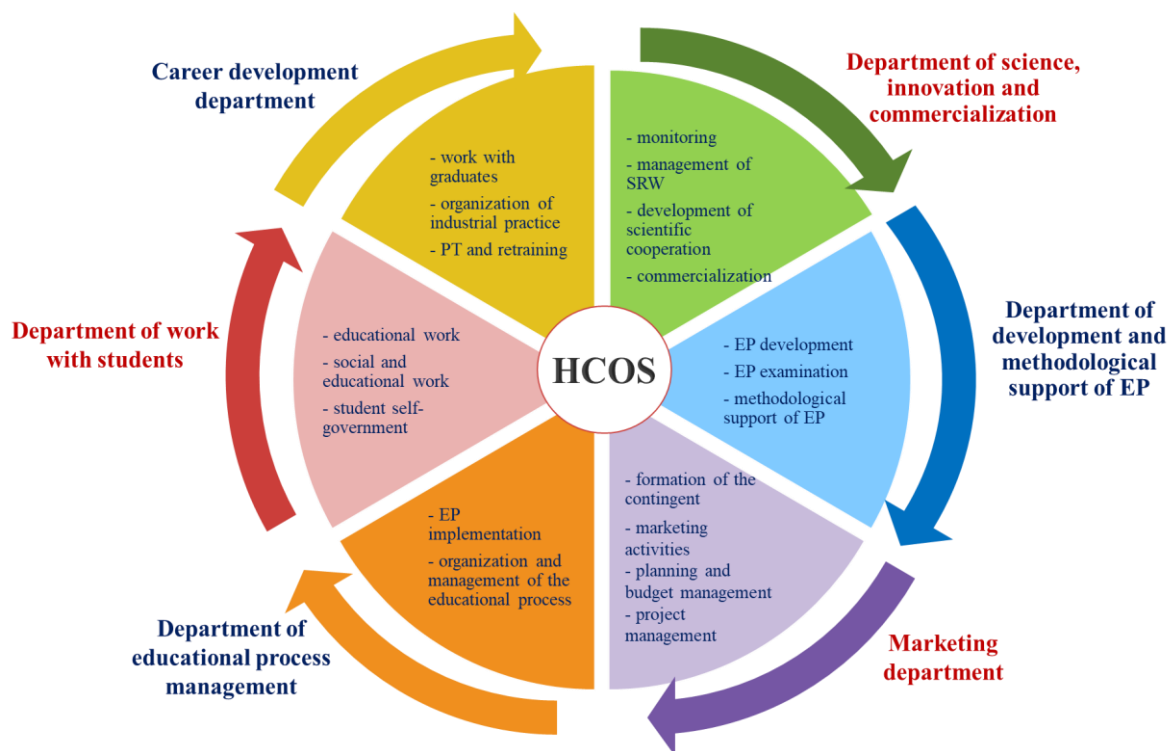 Career development
department
Department of science,
innovation and
commercialization
- work with
graduates
- organization of
industrial practice
- PT and retraining
- monitoring
- management of
SRW
- development of
scientific
cooperation
- commercialization
Department of work
with students
- educational work
- social and
educational work
- student self-
government
HCOS
- EP development
- EP examination
- methodological
support of EP
Department of
development and
methodological
support of EP
- EP
implementation
- organization and
management of the
educational process
- formation of the
contingent
- marketing
activities
- planning and
budget management
- project
management
Department of
educational process
management
Marketing
department